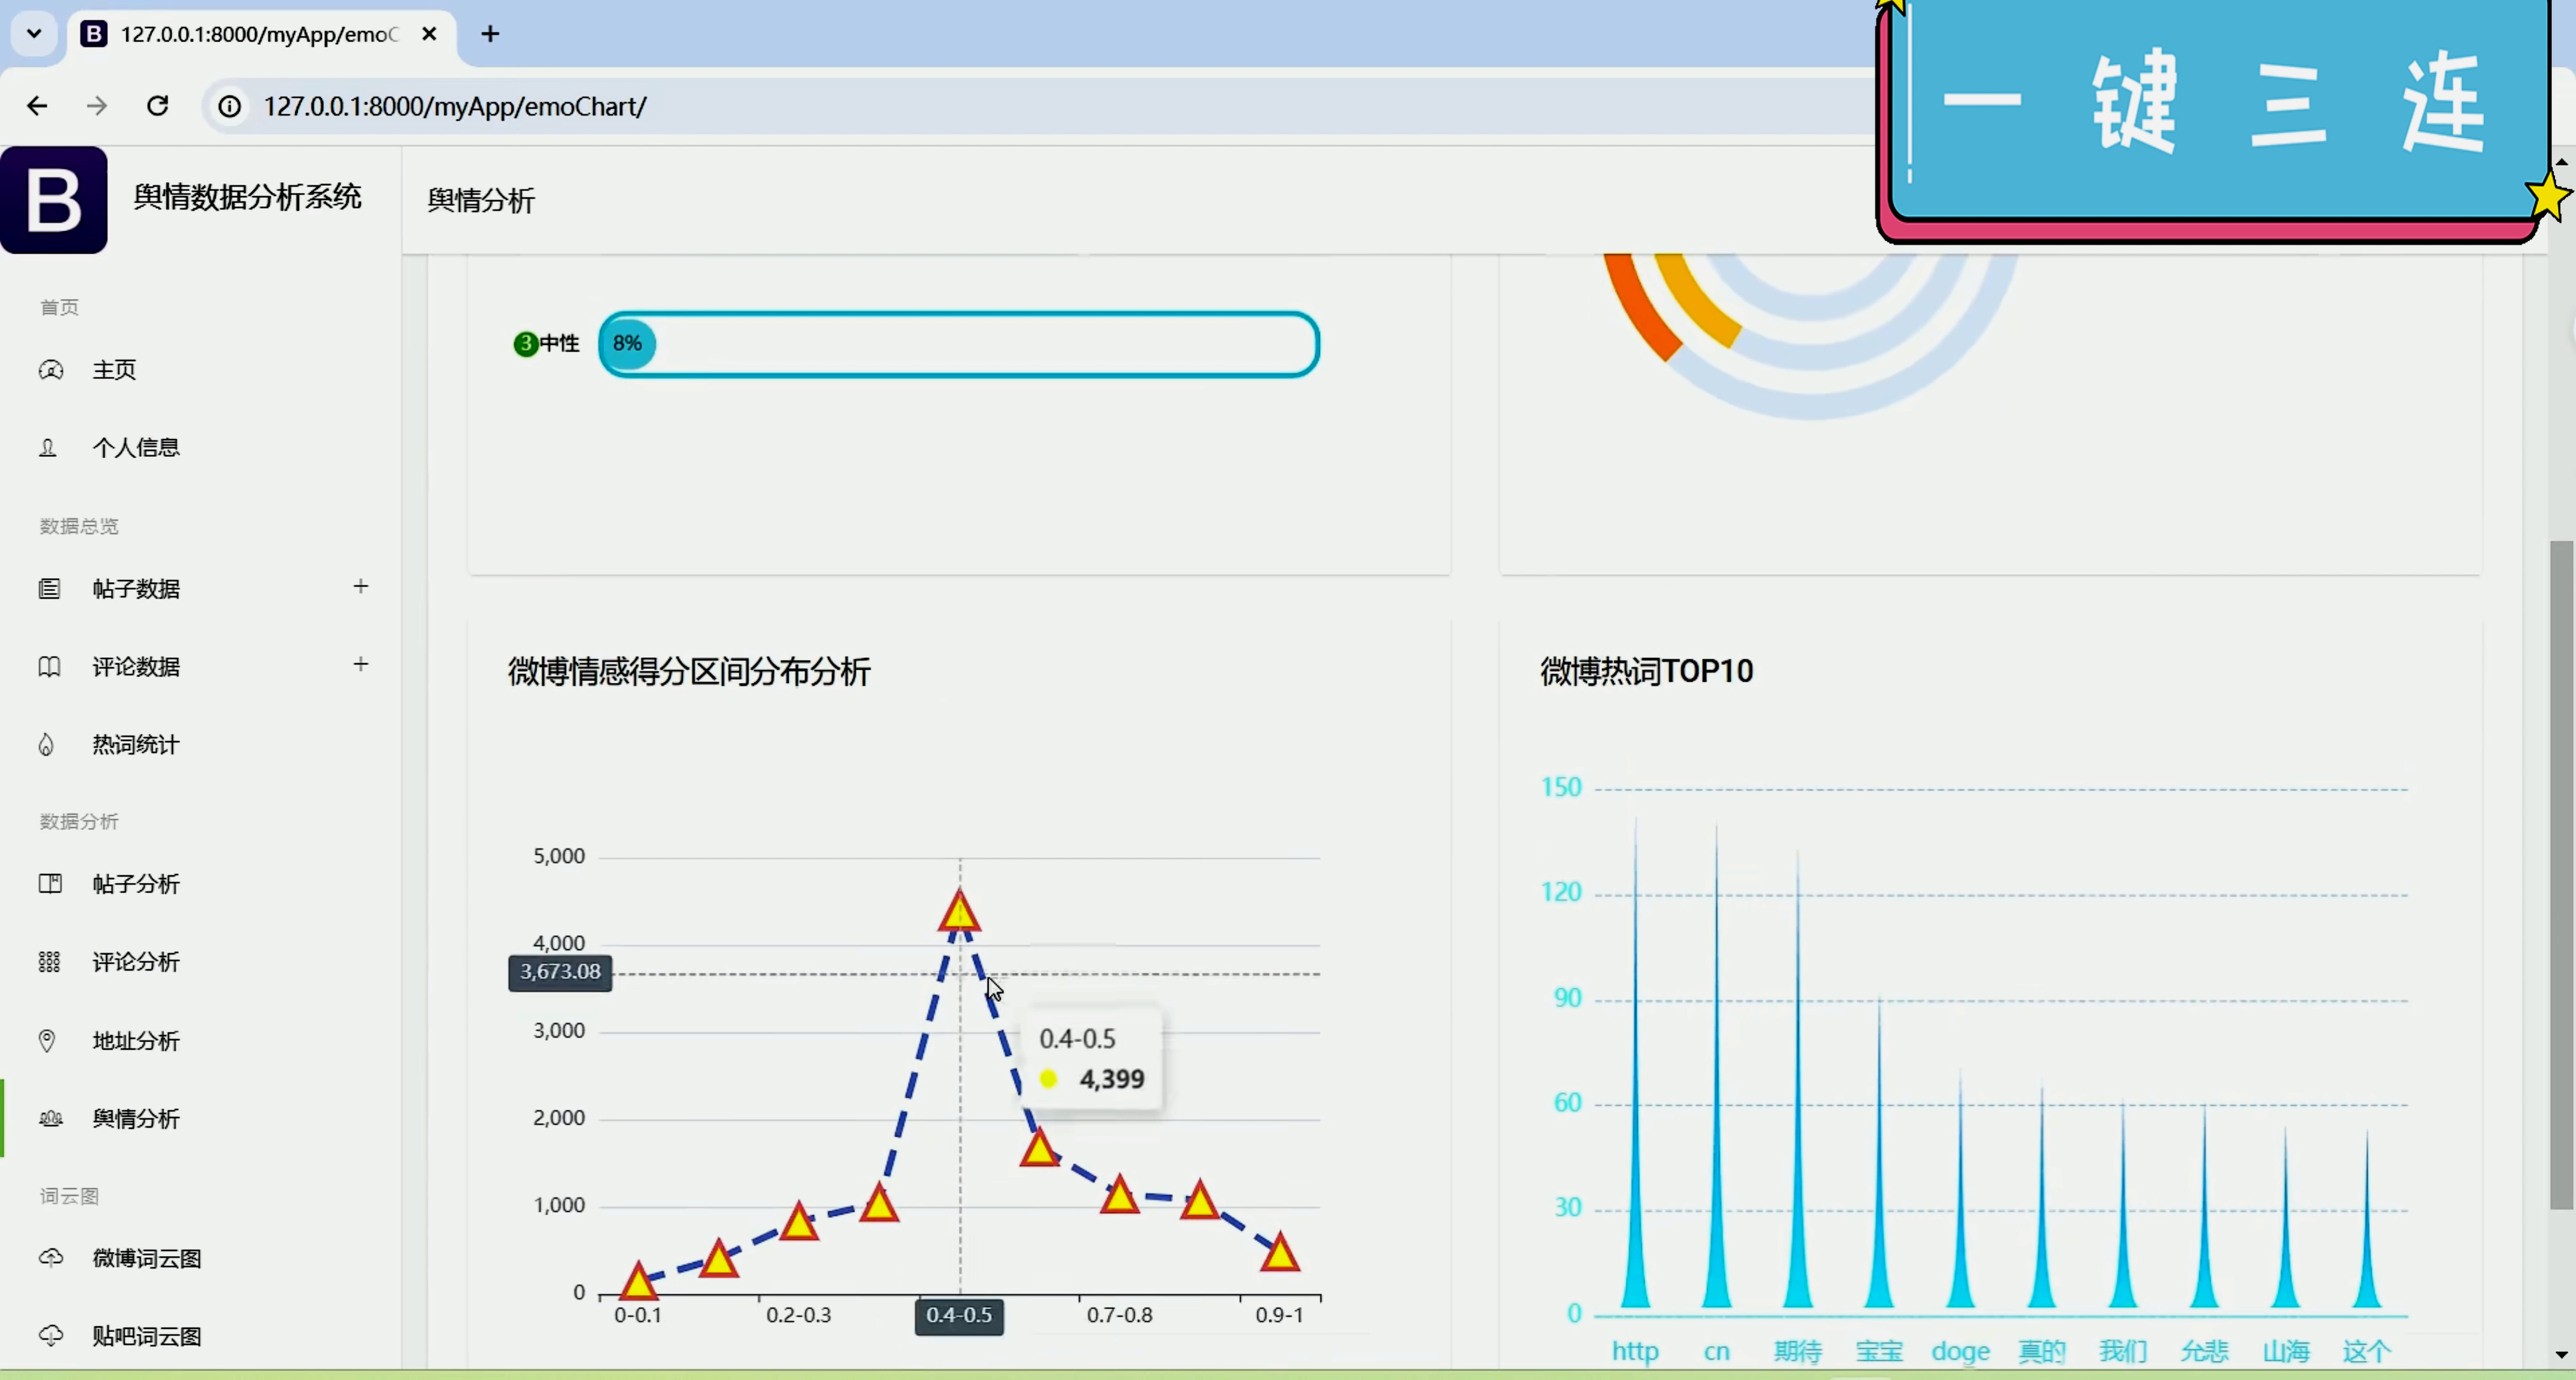 127.0.0.1:8000/myApp/emoC
127.0.0.1:8000/myApp/emoChart/
一键三连
B
舆情数据分析系统
舆情分析
首页
主页
个人信息
数据总览
帖子数据 +
评论数据 +
热词统计
数据分析
帖子分析
评论分析
地址分析
舆情分析
词云图
微博词云图
贴吧词云图
3 中性 8%
微博情感得分区间分布分析
5,000
4,000
3,673.08
3,000
2,000
1,000
0
0.4-0.5
4,399
0-0.1 0.2-0.3 0.4-0.5 0.7-0.8 0.9-1
微博热词TOP10
150
120
90
60
30
0
http cn 期待 宝宝 doge 真的 我们 允悲 山海 这个